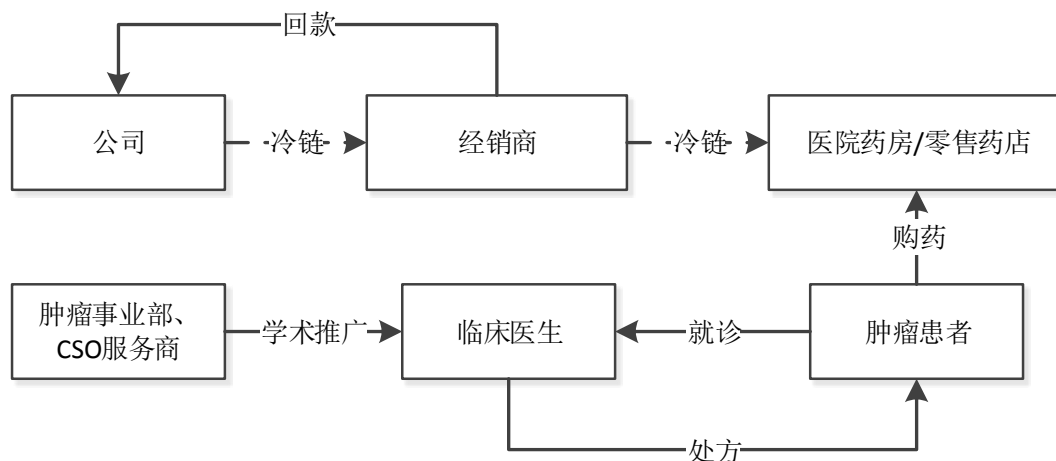 回款
公司
冷链
经销商
冷链
医院药房/零售药店
购药
肿瘤事业部、
CSO服务商
学术推广
临床医生
就诊
肿瘤患者
处方